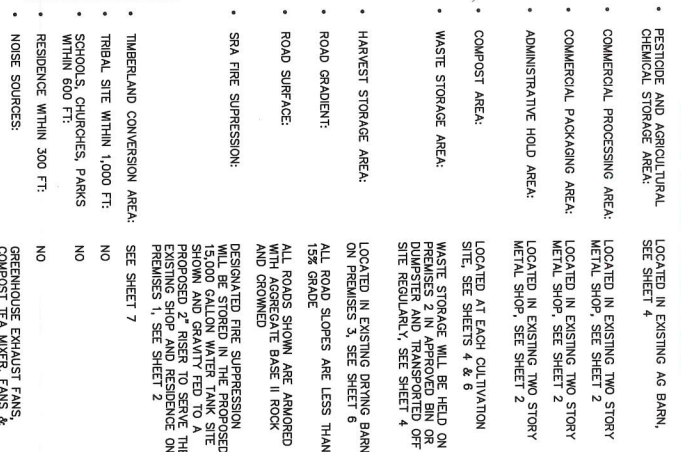 • PESTICIDE AND AGRICULTURAL
CHEMICAL STORAGE AREA:
LOCATED IN EXISTING AG BARN,
SEE SHEET 4
• COMMERCIAL PROCESSING AREA:
LOCATED IN EXISTING TWO STORY
METAL SHOP, SEE SHEET 2
• COMMERCIAL PACKAGING AREA:
LOCATED IN EXISTING TWO STORY
METAL SHOP, SEE SHEET 2
• ADMINISTRATIVE HOLD AREA:
LOCATED IN EXISTING TWO STORY
METAL SHOP, SEE SHEET 2
• COMPOST AREA:
LOCATED AT EACH CULTIVATION
SITE, SEE SHEETS 4 & 6
• WASTE STORAGE AREA:
WASTE STORAGE WILL BE HELD ON
PREMISES 2 IN APPROVED BIN OR
DUMPSTER AND TRANSPORTED OFF
SITE REGULARLY, SEE SHEET 4
• HARVEST STORAGE AREA:
LOCATED IN EXISTING DRYING BARN
ON PREMISES 3, SEE SHEET 6
• ROAD GRADIENT:
ALL ROAD SLOPES ARE LESS THAN
15% GRADE
• ROAD SURFACE:
ALL ROADS SHOWN ARE ARMORED
WITH AGGREGATE BASE II ROCK
AND CROWNED
• SRA FIRE SUPRESSION:
DESIGNATED FIRE SUPPRESSION
WILL BE STORED IN THE PROPOSED
15,000 GALLON WATER TANK SITE
SHOWN AND GRAVITY FED TO A
PROPOSED 2" RISER TO SERVE THE
EXISTING SHOP AND RESIDENCE ON
PREMISES 1, SEE SHEET 2
• TIMBERLAND CONVERSION AREA:
SEE SHEET 7
• TRIBAL SITE WITHIN 1,000 FT:
NO
• SCHOOLS, CHURCHES, PARKS
WITHIN 600 FT:
NO
• RESIDENCE WITHIN 300 FT:
NO
• NOISE SOURCES:
GREENHOUSE EXHAUST FANS,
COMPOST TEA MIXER, FANS &